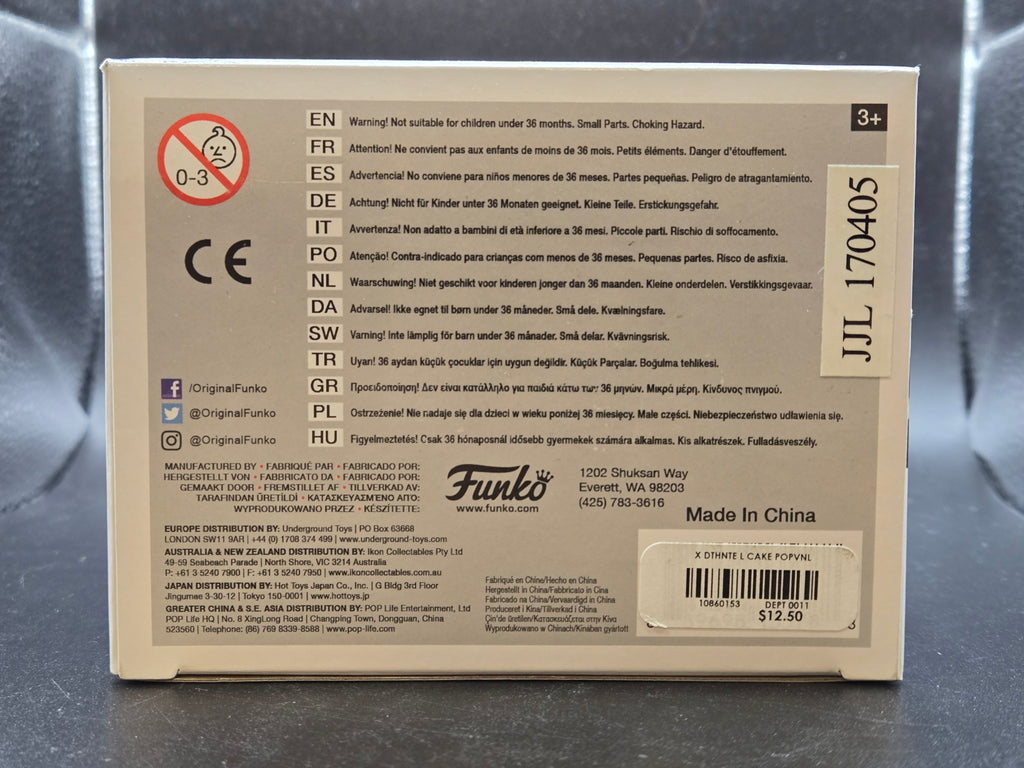 0-3
CE
3+
JJL 170405
EN Warning! Not suitable for children under 36 months. Small Parts. Choking Hazard.
FR Attention! Ne convient pas aux enfants de moins de 36 mois. Petits éléments. Danger d'étouffement.
ES Advertencia! No conviene para niños menores de 36 meses. Partes pequeñas. Peligro de atragantamiento.
DE Achtung! Nicht für Kinder unter 36 Monaten geeignet. Kleine Teile. Erstickungsgefahr.
IT Avvertenza! Non adatto a bambini di età inferiore a 36 mesi. Piccole parti. Rischio di soffocamento.
PO Atenção! Contra-indicado para crianças com menos de 36 meses. Pequenas partes. Risco de asfixia.
NL Waarschuwing! Niet geschikt voor kinderen jonger dan 36 maanden. Kleine onderdelen. Verstikkingsgevaar.
DA Advarsel! Ikke egnet til børn under 36 måneder. Små dele. Kvælningsfare.
SW Varning! Inte lämplig för barn under 36 månader. Små delar. Kvävningsrisk.
TR Uyarı! 36 aydan küçük çocuklar için uygun değildir. Küçük Parçalar. Boğulma tehlikesi.
GR Προειδοποίηση! Δεν είναι κατάλληλο για παιδιά κάτω των 36 μηνών. Μικρά μέρη. Κίνδυνος πνιγμού.
PL Ostrzeżenie! Nie nadaje się dla dzieci w wieku poniżej 36 miesięcy. Małe części. Niebezpieczeństwo udławienia się.
HU Figyelmeztetés! Csak 36 hónaposnál idősebb gyermekek számára alkalmas. Kis alkatrészek. Fulladásveszély.
f /OriginalFunko
@OriginalFunko
@OriginalFunko
MANUFACTURED BY • FABRIQUÉ PAR • FABRICADO POR:
HERGESTELLT VON • FABBRICATO DA • FABRICADO POR:
GEMAAKT DOOR • FREMSTILLET AF • TILLVERKAD AV:
TARAFINDAN ÜRETİLDİ • ΚΑΤΑΣΚΕΥΑΣΜΕΝΟ ΑΠΟ:
WYPRODUKOWANO PRZEZ • KÉSZÍTETTE:
Funko
www.funko.com
1202 Shuksan Way
Everett, WA 98203
(425) 783-3616
Made In China
EUROPE DISTRIBUTION BY: Underground Toys | PO Box 63668
LONDON SW11 9AR | +44 (0) 1708 374 499 | www.underground-toys.com
AUSTRALIA & NEW ZEALAND DISTRIBUTION BY: Ikon Collectables Pty Ltd
49-59 Seabeach Parade | North Shore, VIC 3214 Australia
P: +61 3 5240 7900 | F: +61 3 5240 7950 | www.ikoncollectables.com.au
JAPAN DISTRIBUTION BY: Hot Toys Japan Co., Inc. | G Bldg 3rd Floor
Jingumae 3-30-12 | Tokyo 150-0001 | www.hottoys.jp
GREATER CHINA & S.E. ASIA DISTRIBUTION BY: POP Life Entertainment, Ltd
POP Life HQ | No. 8 XingLong Road | Changping Town, Dongguan, China
523560 | Telephone: (86) 769 8339-8588 | www.pop-life.com
Fabriqué en Chine/Hecho en China
Hergestellt in China/Fabbricato in Cina
Fabricado na China/Vervaardigd in China
Produceret i Kina/Tillverkad i China
Çin'de üretilen/Κατασκευάζεται στην Κίνα
Wyprodukowano w Chinach/Kínában gyártott
X DTHNTE L CAKE POPVNL
10860153 DEPT 0011
$12.50